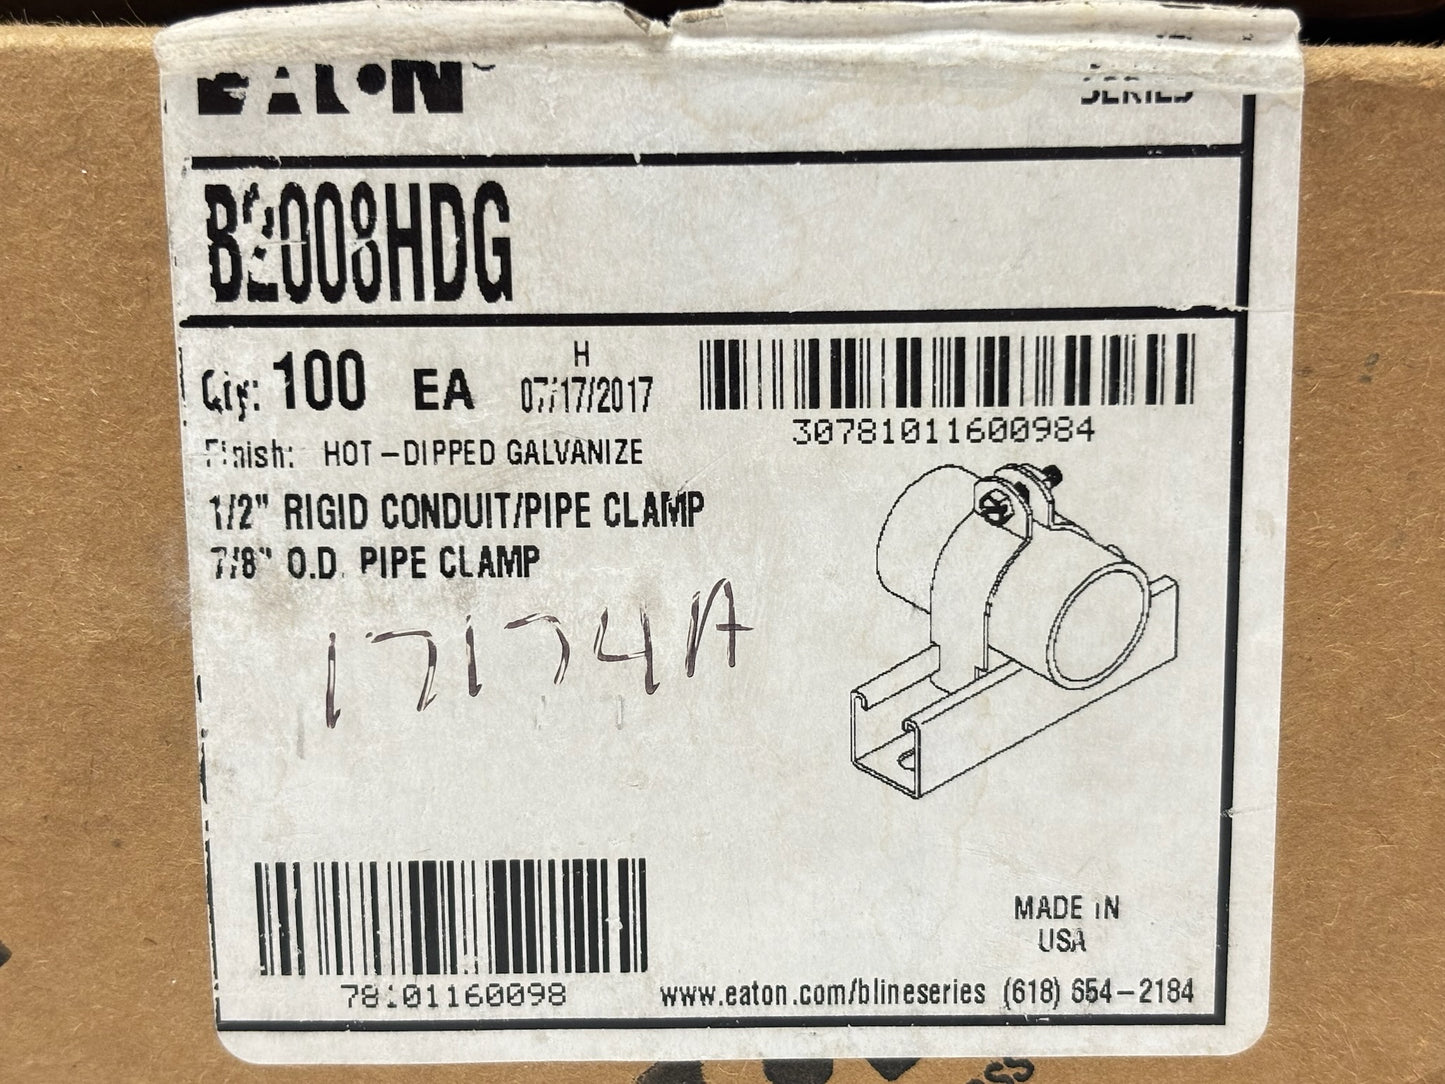 EATON
SERIES
B2008HDG
Qty: 100 EA
H
07/17/2017
30781011600984
Finish: HOT-DIPPED GALVANIZE
1/2" RIGID CONDUIT/PIPE CLAMP
7/8" O.D. PIPE CLAMP
17174A
78101160098
MADE IN
USA
www.eaton.com/blineseries (618) 654-2184